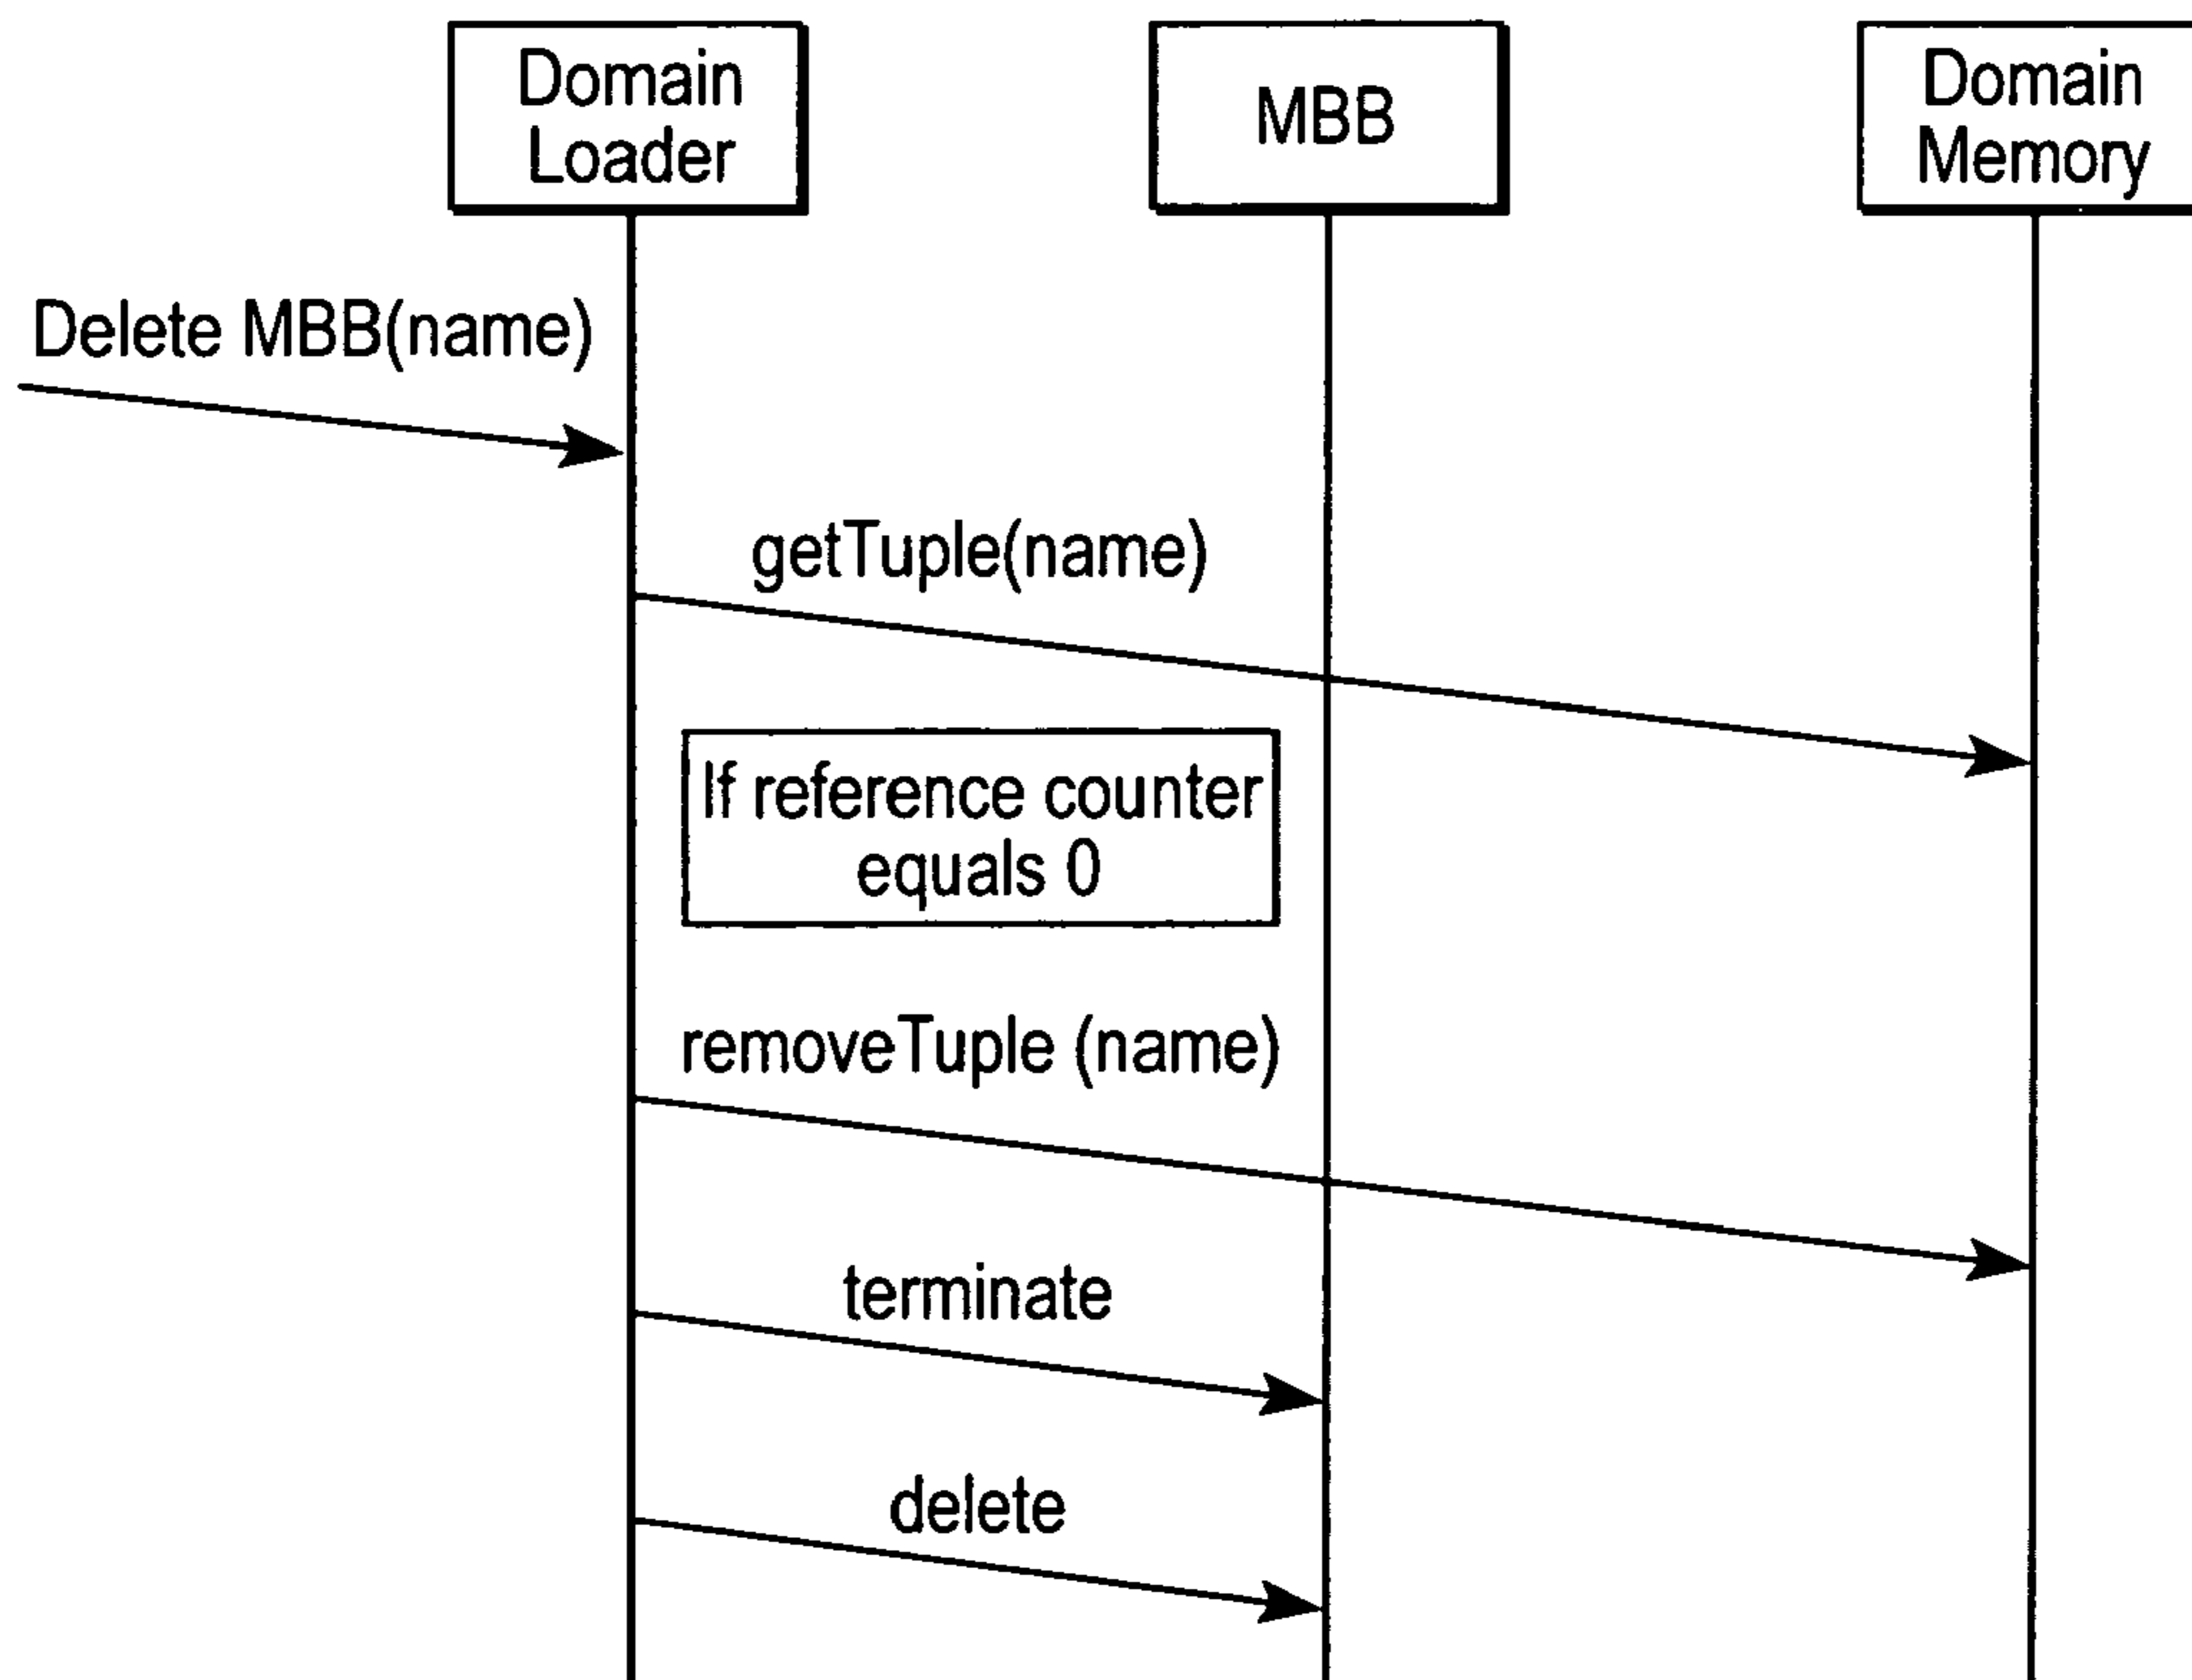 Domain
Loader
MBB
Domain
Memory
Delete MBB(name)
getTuple(name)
If reference counter
equals 0
removeTuple (name)
terminate
delete